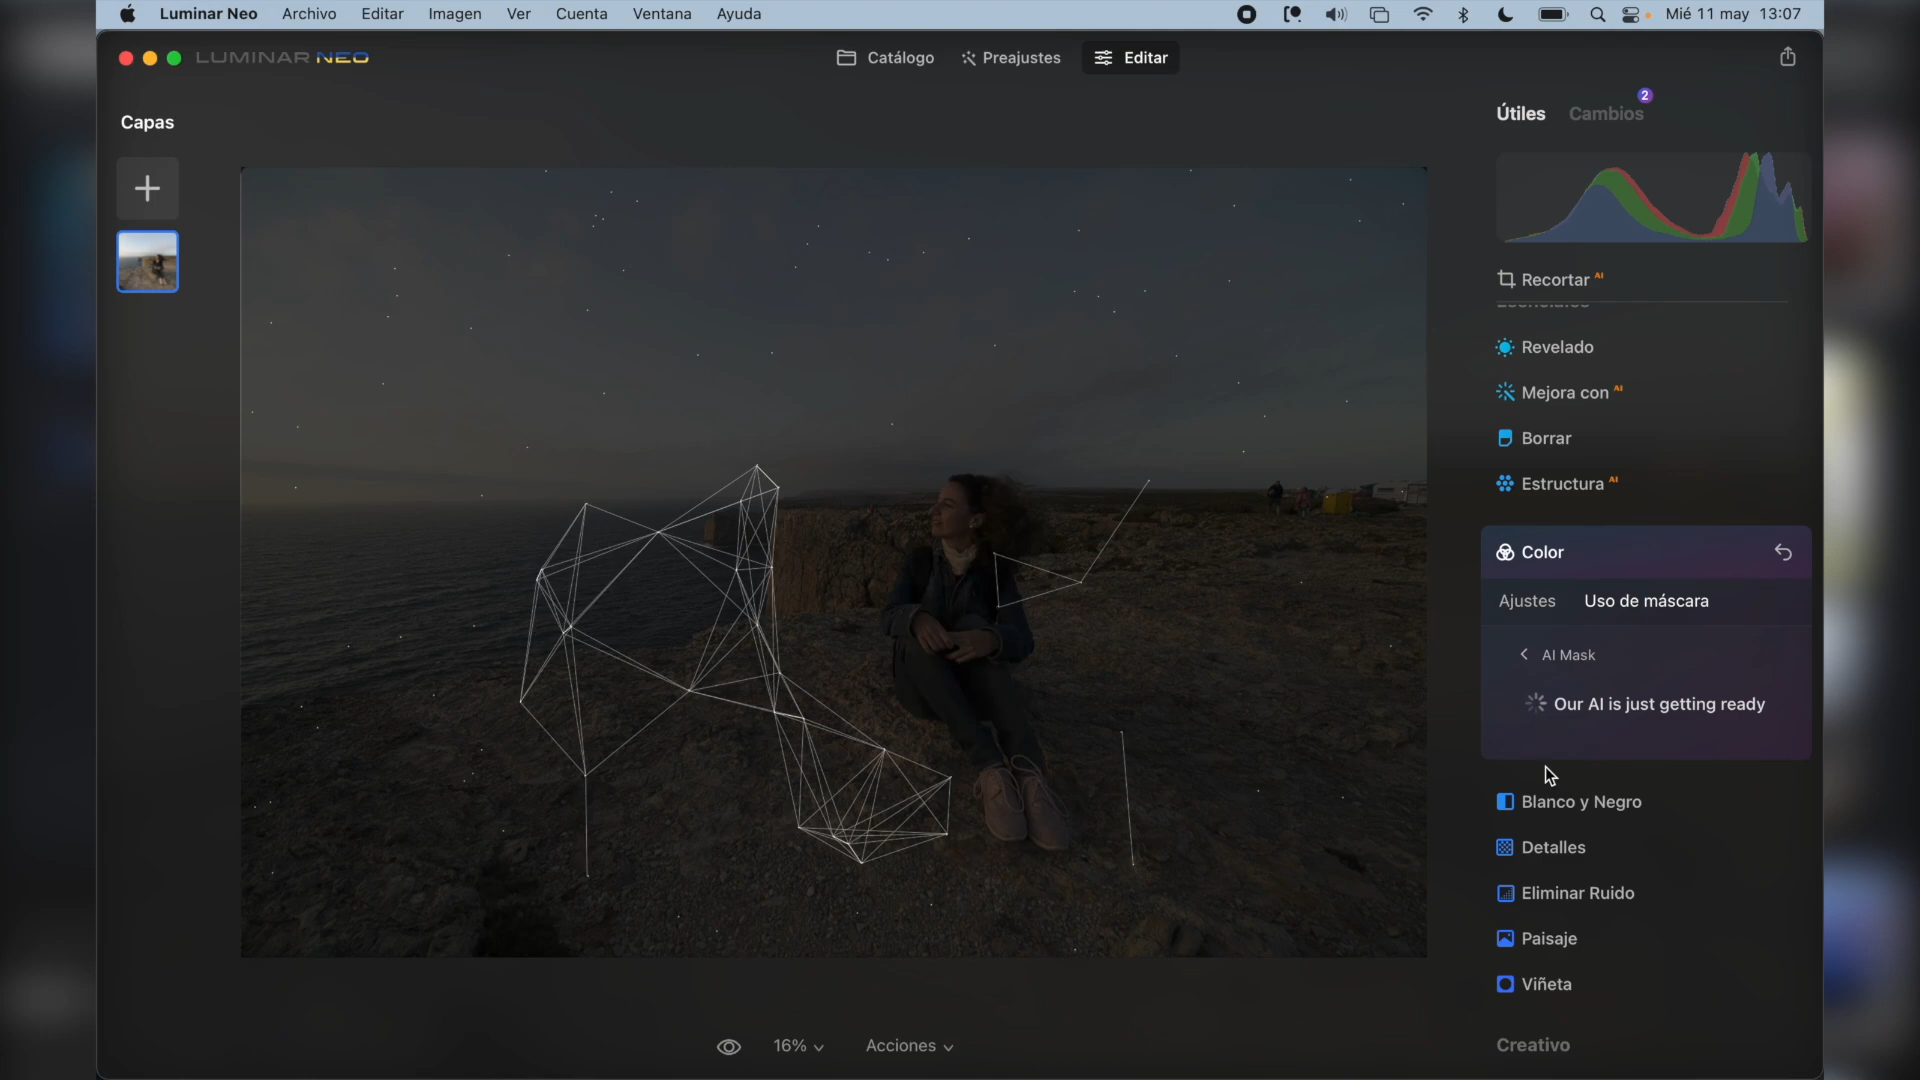 Luminar Neo Archivo Editar Imagen Ver Cuenta Ventana Ayuda Mié 11 may 13:07
LUMINAR NEO
Catálogo Preajustes Editar
Capas
Útiles Cambios 2
Recortar AI
Esenciales
Revelado
Mejora con AI
Borrar
Estructura AI
Color
Ajustes Uso de máscara
AI Mask
Our AI is just getting ready
Blanco y Negro
Detalles
Eliminar Ruido
Paisaje
Viñeta
Creativo
16% Acciones